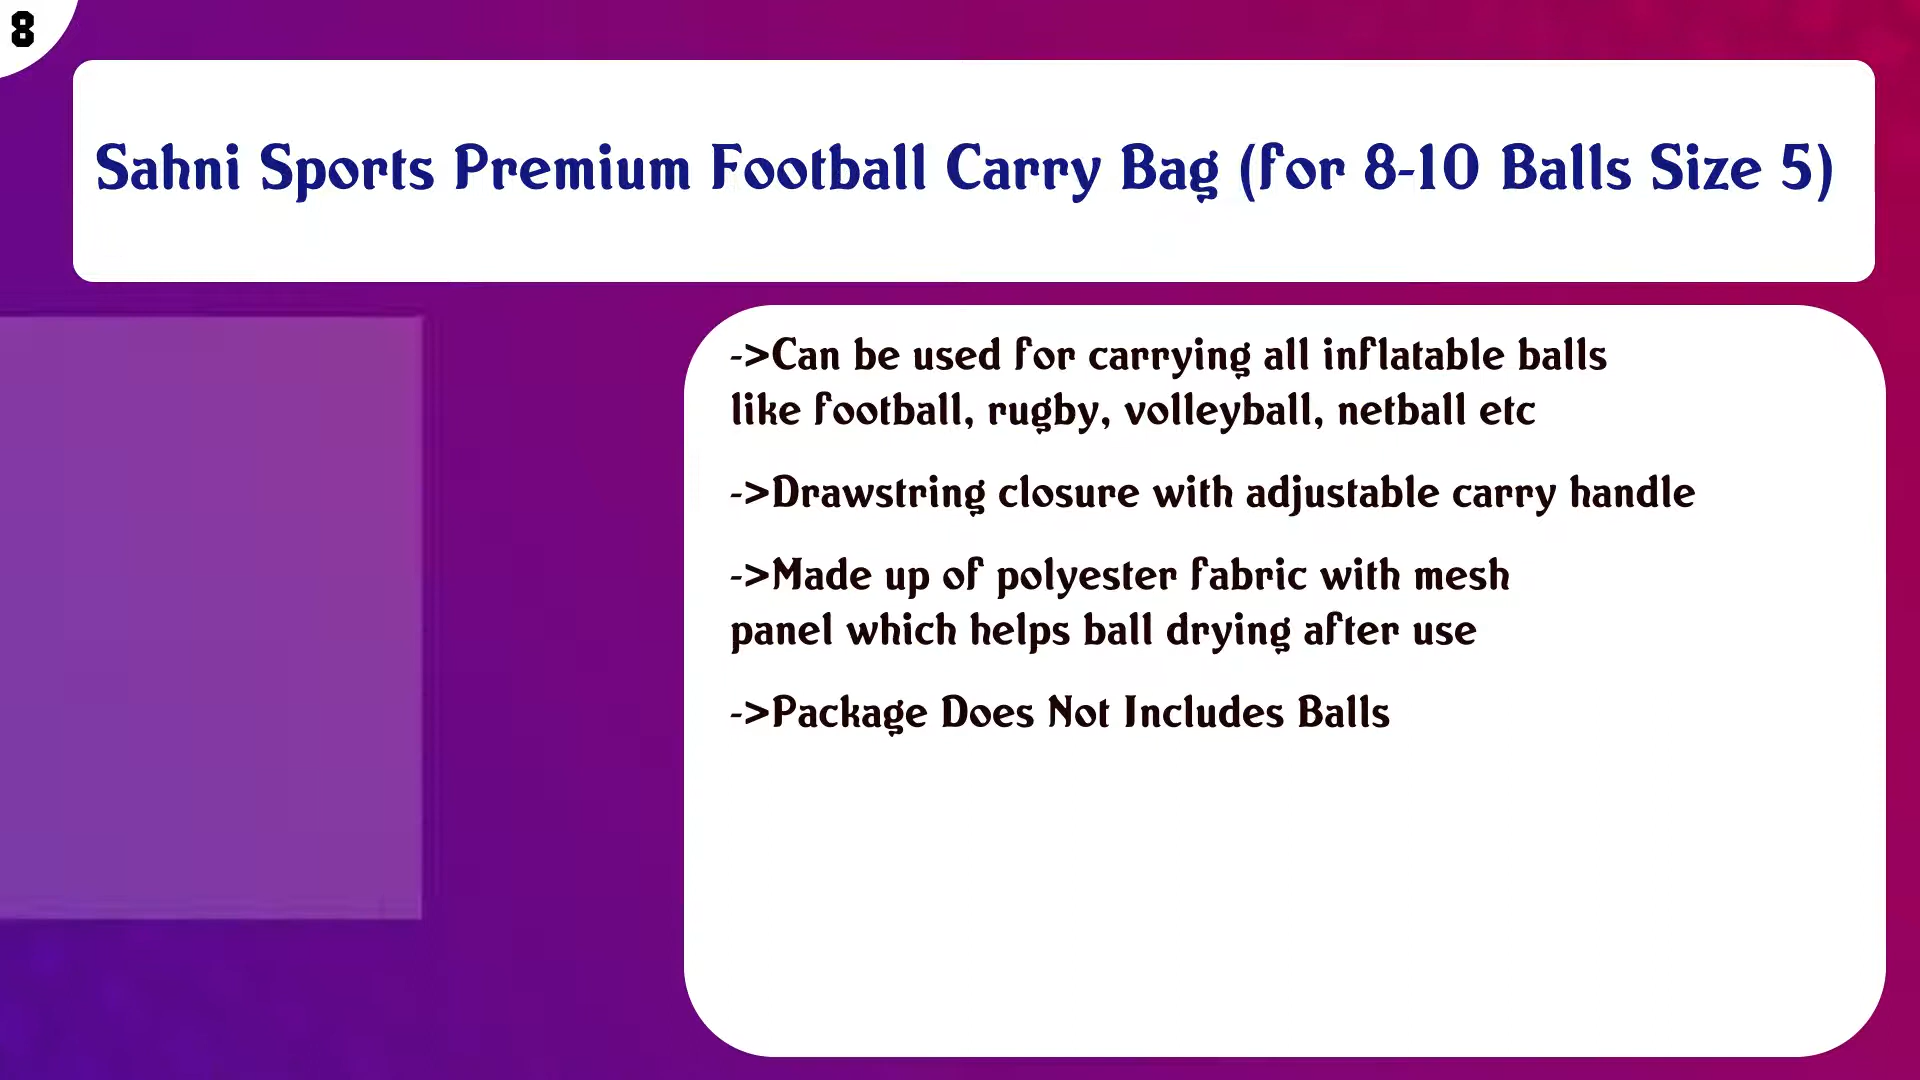 8
Sahni Sports Premium Football Carry Bag (for 8-10 Balls Size 5)
->Can be used for carrying all inflatable balls
like football, rugby, volleyball, netball etc
->Drawstring closure with adjustable carry handle
->Made up of polyester fabric with mesh
panel which helps ball drying after use
->Package Does Not Includes Balls